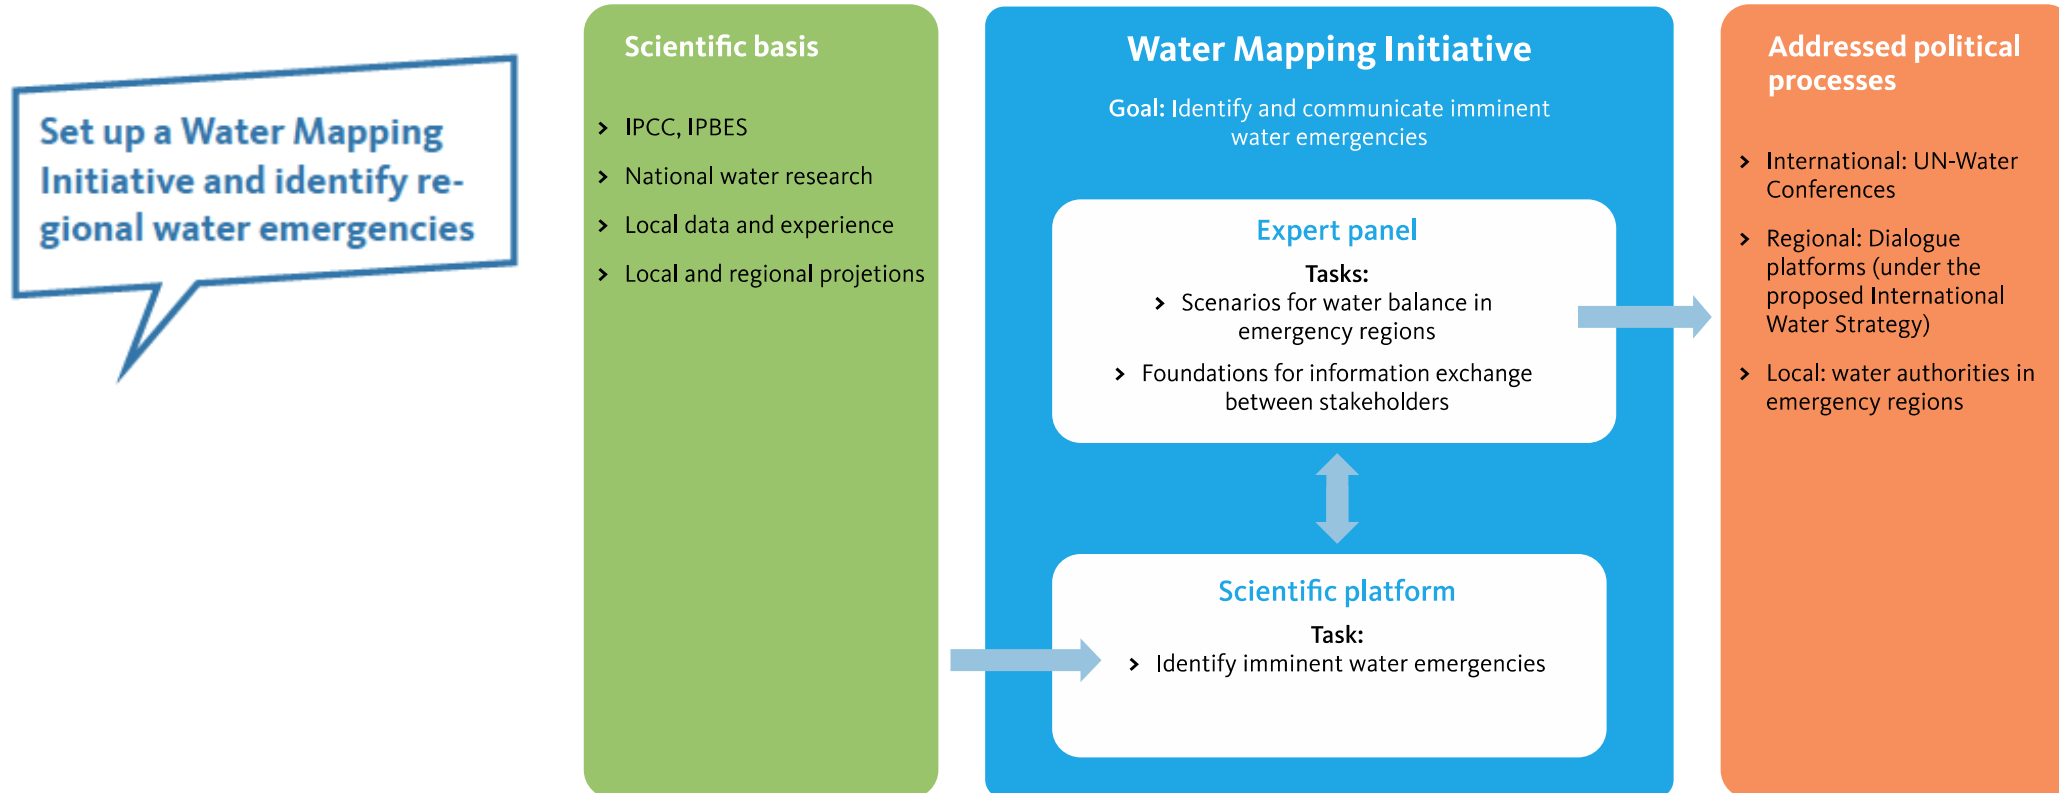 Set up a Water Mapping
Initiative and identify re-
gional water emergencies
Scientific basis
> IPCC, IPBES
> National water research
> Local data and experience
> Local and regional projetions
Water Mapping Initiative
Goal: Identify and communicate imminent
water emergencies
Expert panel
Tasks:
> Scenarios for water balance in
emergency regions
> Foundations for information exchange
between stakeholders
Scientific platform
Task:
> Identify imminent water emergencies
Addressed political
processes
> International: UN-Water
Conferences
> Regional: Dialogue
platforms (under the
proposed International
Water Strategy)
> Local: water authorities in
emergency regions